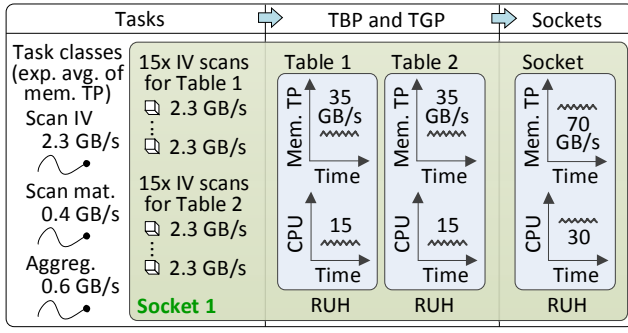 Tasks
TBP and TGP
Sockets
Task classes
(exp. avg. of
mem. TP)
Scan IV
2.3 GB/s
Scan mat.
0.4 GB/s
Aggreg.
0.6 GB/s
15x IV scans
for Table 1
2.3 GB/s
2.3 GB/s
15x IV scans
for Table 2
2.3 GB/s
2.3 GB/s
Socket 1
Table 1
Mem. TP
35
GB/s
Time
CPU
15
Time
RUH
Table 2
Mem. TP
35
GB/s
Time
CPU
15
Time
RUH
Socket
Mem. TP
70
GB/s
Time
CPU
30
Time
RUH